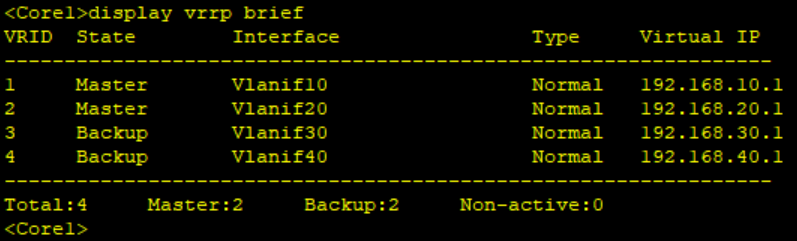 <Core1>display vrrp brief
VRID  State        Interface                Type     Virtual IP
----------------------------------------------------------------
1     Master       Vlanif10                 Normal   192.168.10.1
2     Master       Vlanif20                 Normal   192.168.20.1
3     Backup       Vlanif30                 Normal   192.168.30.1
4     Backup       Vlanif40                 Normal   192.168.40.1
----------------------------------------------------------------
Total:4     Master:2     Backup:2     Non-active:0
<Core1>